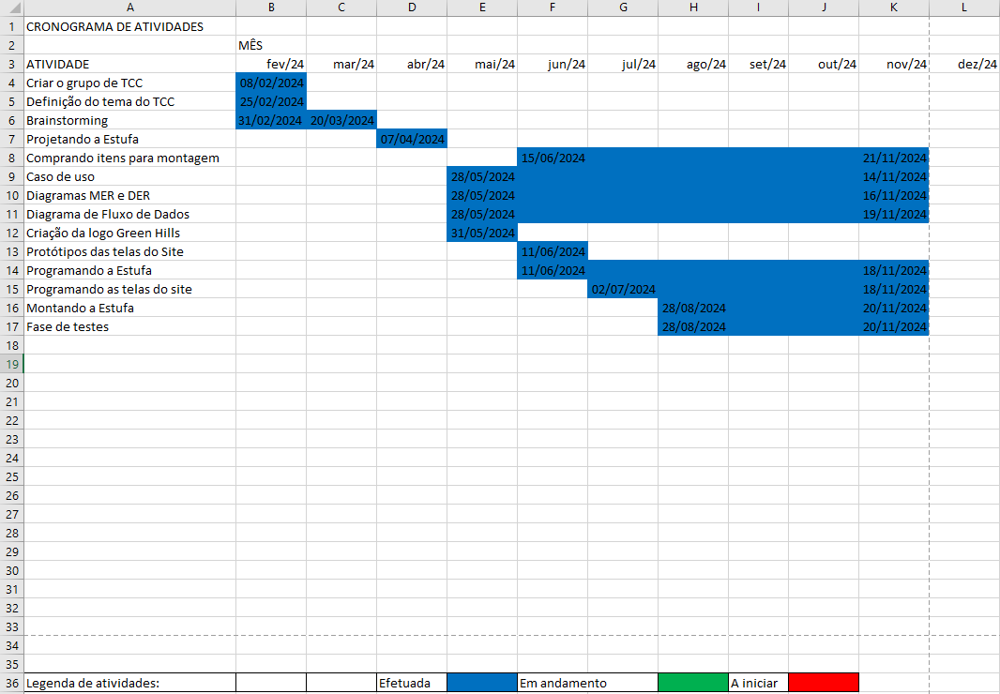 A B C D E F G H I J K L
1 CRONOGRAMA DE ATIVIDADES
2 MÊS
3 ATIVIDADE fev/24 mar/24 abr/24 mai/24 jun/24 jul/24 ago/24 set/24 out/24 nov/24 dez/24
4 Criar o grupo de TCC 08/02/2024
5 Definição do tema do TCC 25/02/2024
6 Brainstorming 31/02/2024 20/03/2024
7 Projetando a Estufa 07/04/2024
8 Comprando itens para montagem 15/06/2024 21/11/2024
9 Caso de uso 28/05/2024 14/11/2024
10 Diagramas MER e DER 28/05/2024 16/11/2024
11 Diagrama de Fluxo de Dados 28/05/2024 19/11/2024
12 Criação da logo Green Hills 31/05/2024
13 Protótipos das telas do Site 11/06/2024
14 Programando a Estufa 11/06/2024 18/11/2024
15 Programando as telas do site 02/07/2024 18/11/2024
16 Montando a Estufa 28/08/2024 20/11/2024
17 Fase de testes 28/08/2024 20/11/2024
18
19
20
21
22
23
24
25
26
27
28
29
30
31
32
33
34
35
36 Legenda de atividades: Efetuada Em andamento A iniciar